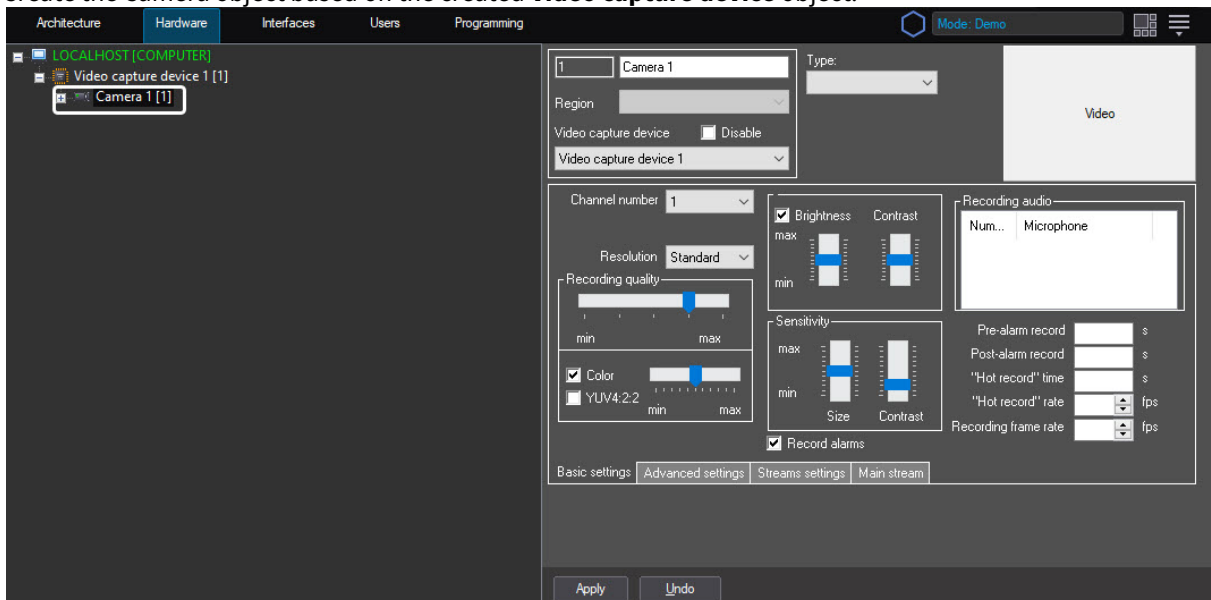 create the camera object based on the created video capture device object.
Architecture Hardware Interfaces Users Programming Mode: Demo
LOCALHOST [COMPUTER]
Video capture device 1 [1]
Camera 1 [1]
1 Camera 1
Type:
Region
Video capture device Disable
Video capture device 1
Video
Channel number 1
Resolution Standard
Recording quality
min max
Color
YUV4:2:2
min max
Brightness Contrast
max
min
Sensitivity
max
min
Size Contrast
Record alarms
Recording audio
Num... Microphone
Pre-alarm record s
Post-alarm record s
"Hot record" time s
"Hot record" rate fps
Recording frame rate fps
Basic settings Advanced settings Streams settings Main stream
Apply Undo